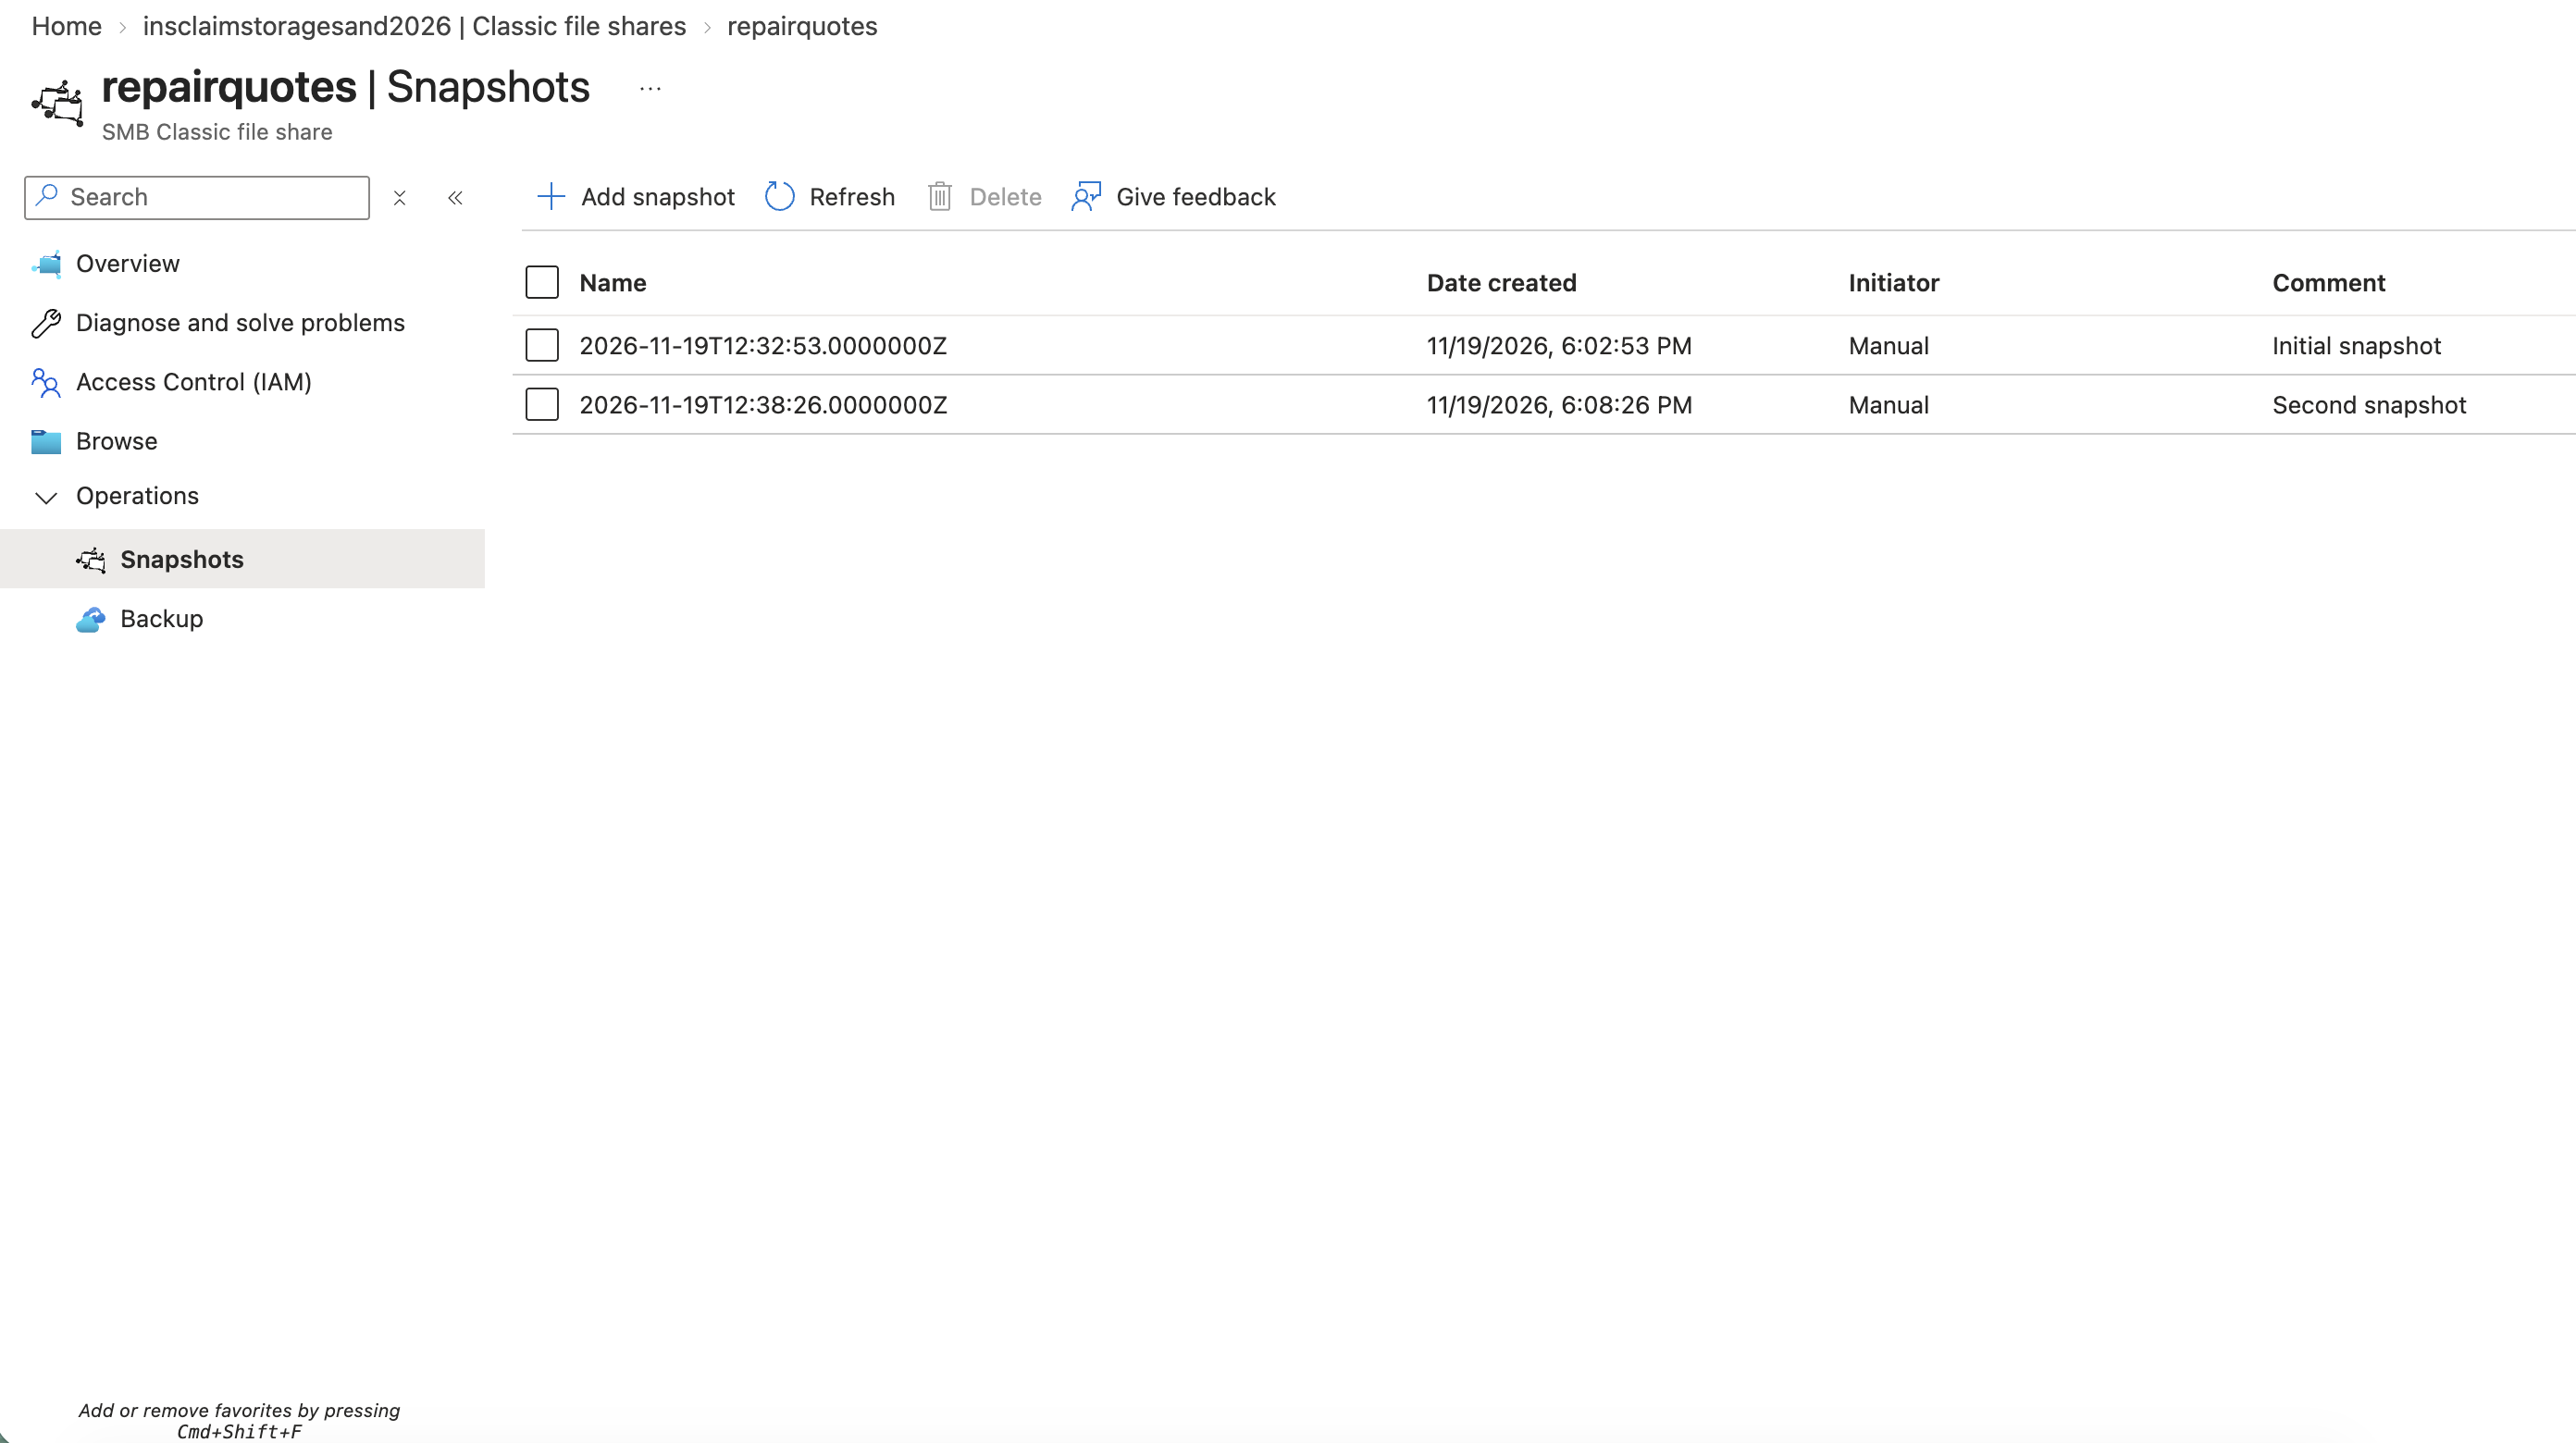 Home > insclaimstoragesand2026 | Classic file shares > repairquotes
repairquotes | Snapshots ...
SMB Classic file share
Search
Add snapshot Refresh Delete Give feedback
Overview
Diagnose and solve problems
Access Control (IAM)
Browse
Operations
Snapshots
Backup
Name Date created Initiator Comment
2026-11-19T12:32:53.0000000Z 11/19/2026, 6:02:53 PM Manual Initial snapshot
2026-11-19T12:38:26.0000000Z 11/19/2026, 6:08:26 PM Manual Second snapshot
Add or remove favorites by pressing
Cmd+Shift+F